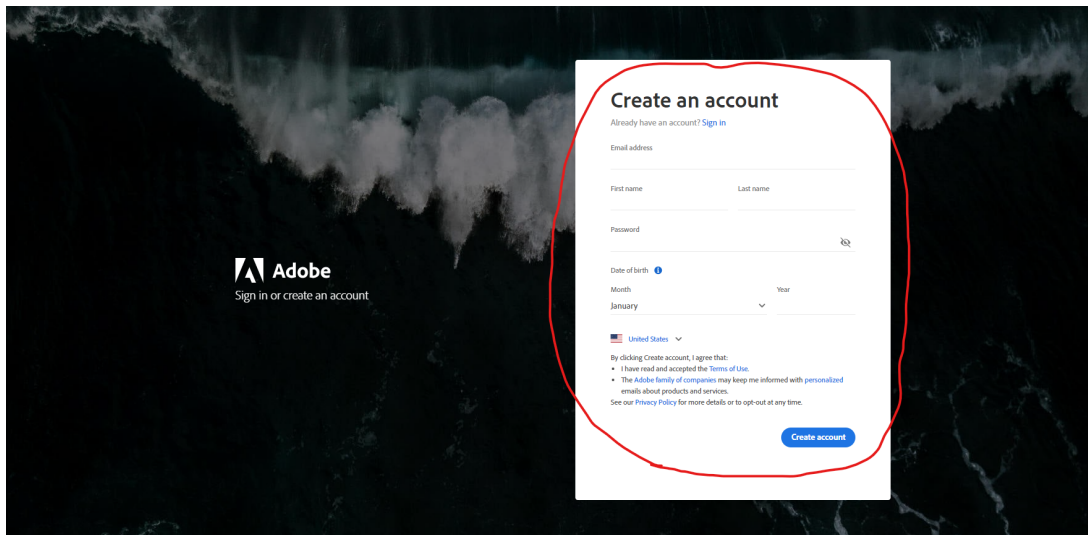 Adobe
Sign in or create an account
Create an account
Already have an account? Sign in
Email address
First name Last name
Password
Date of birth
Month Year
January
United States
By clicking Create account, I agree that:
• I have read and accepted the Terms of Use.
• The Adobe family of companies may keep me informed with personalized
emails about products and services.
See our Privacy Policy for more details or to opt-out at any time.
Create account